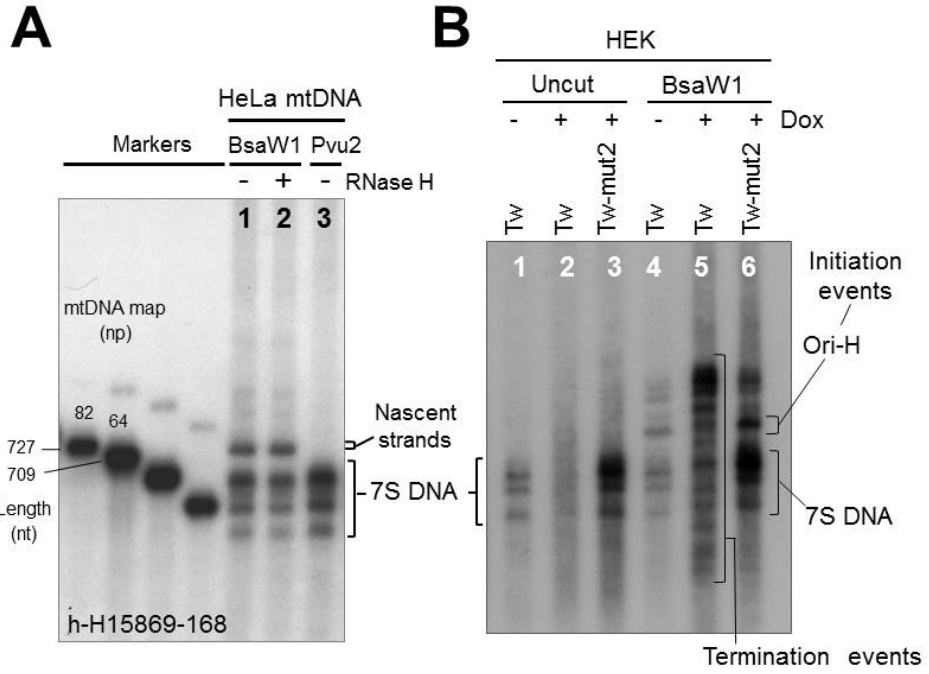 A
HeLa mtDNA
Markers
BsaW1
Pvu2
-
+
-
RNase H
1
2
3
mtDNA map
(np)
82
64
727
709
Length
(nt)
Nascent
strands
7S DNA
h-H15869-168
B
HEK
Uncut
BsaW1
-
+
+
-
+
+
Dox
Tw
Tw
Tw-mut2
Tw
Tw
Tw-mut2
1
2
3
4
5
6
Initiation
events
Ori-H
7S DNA
Termination events